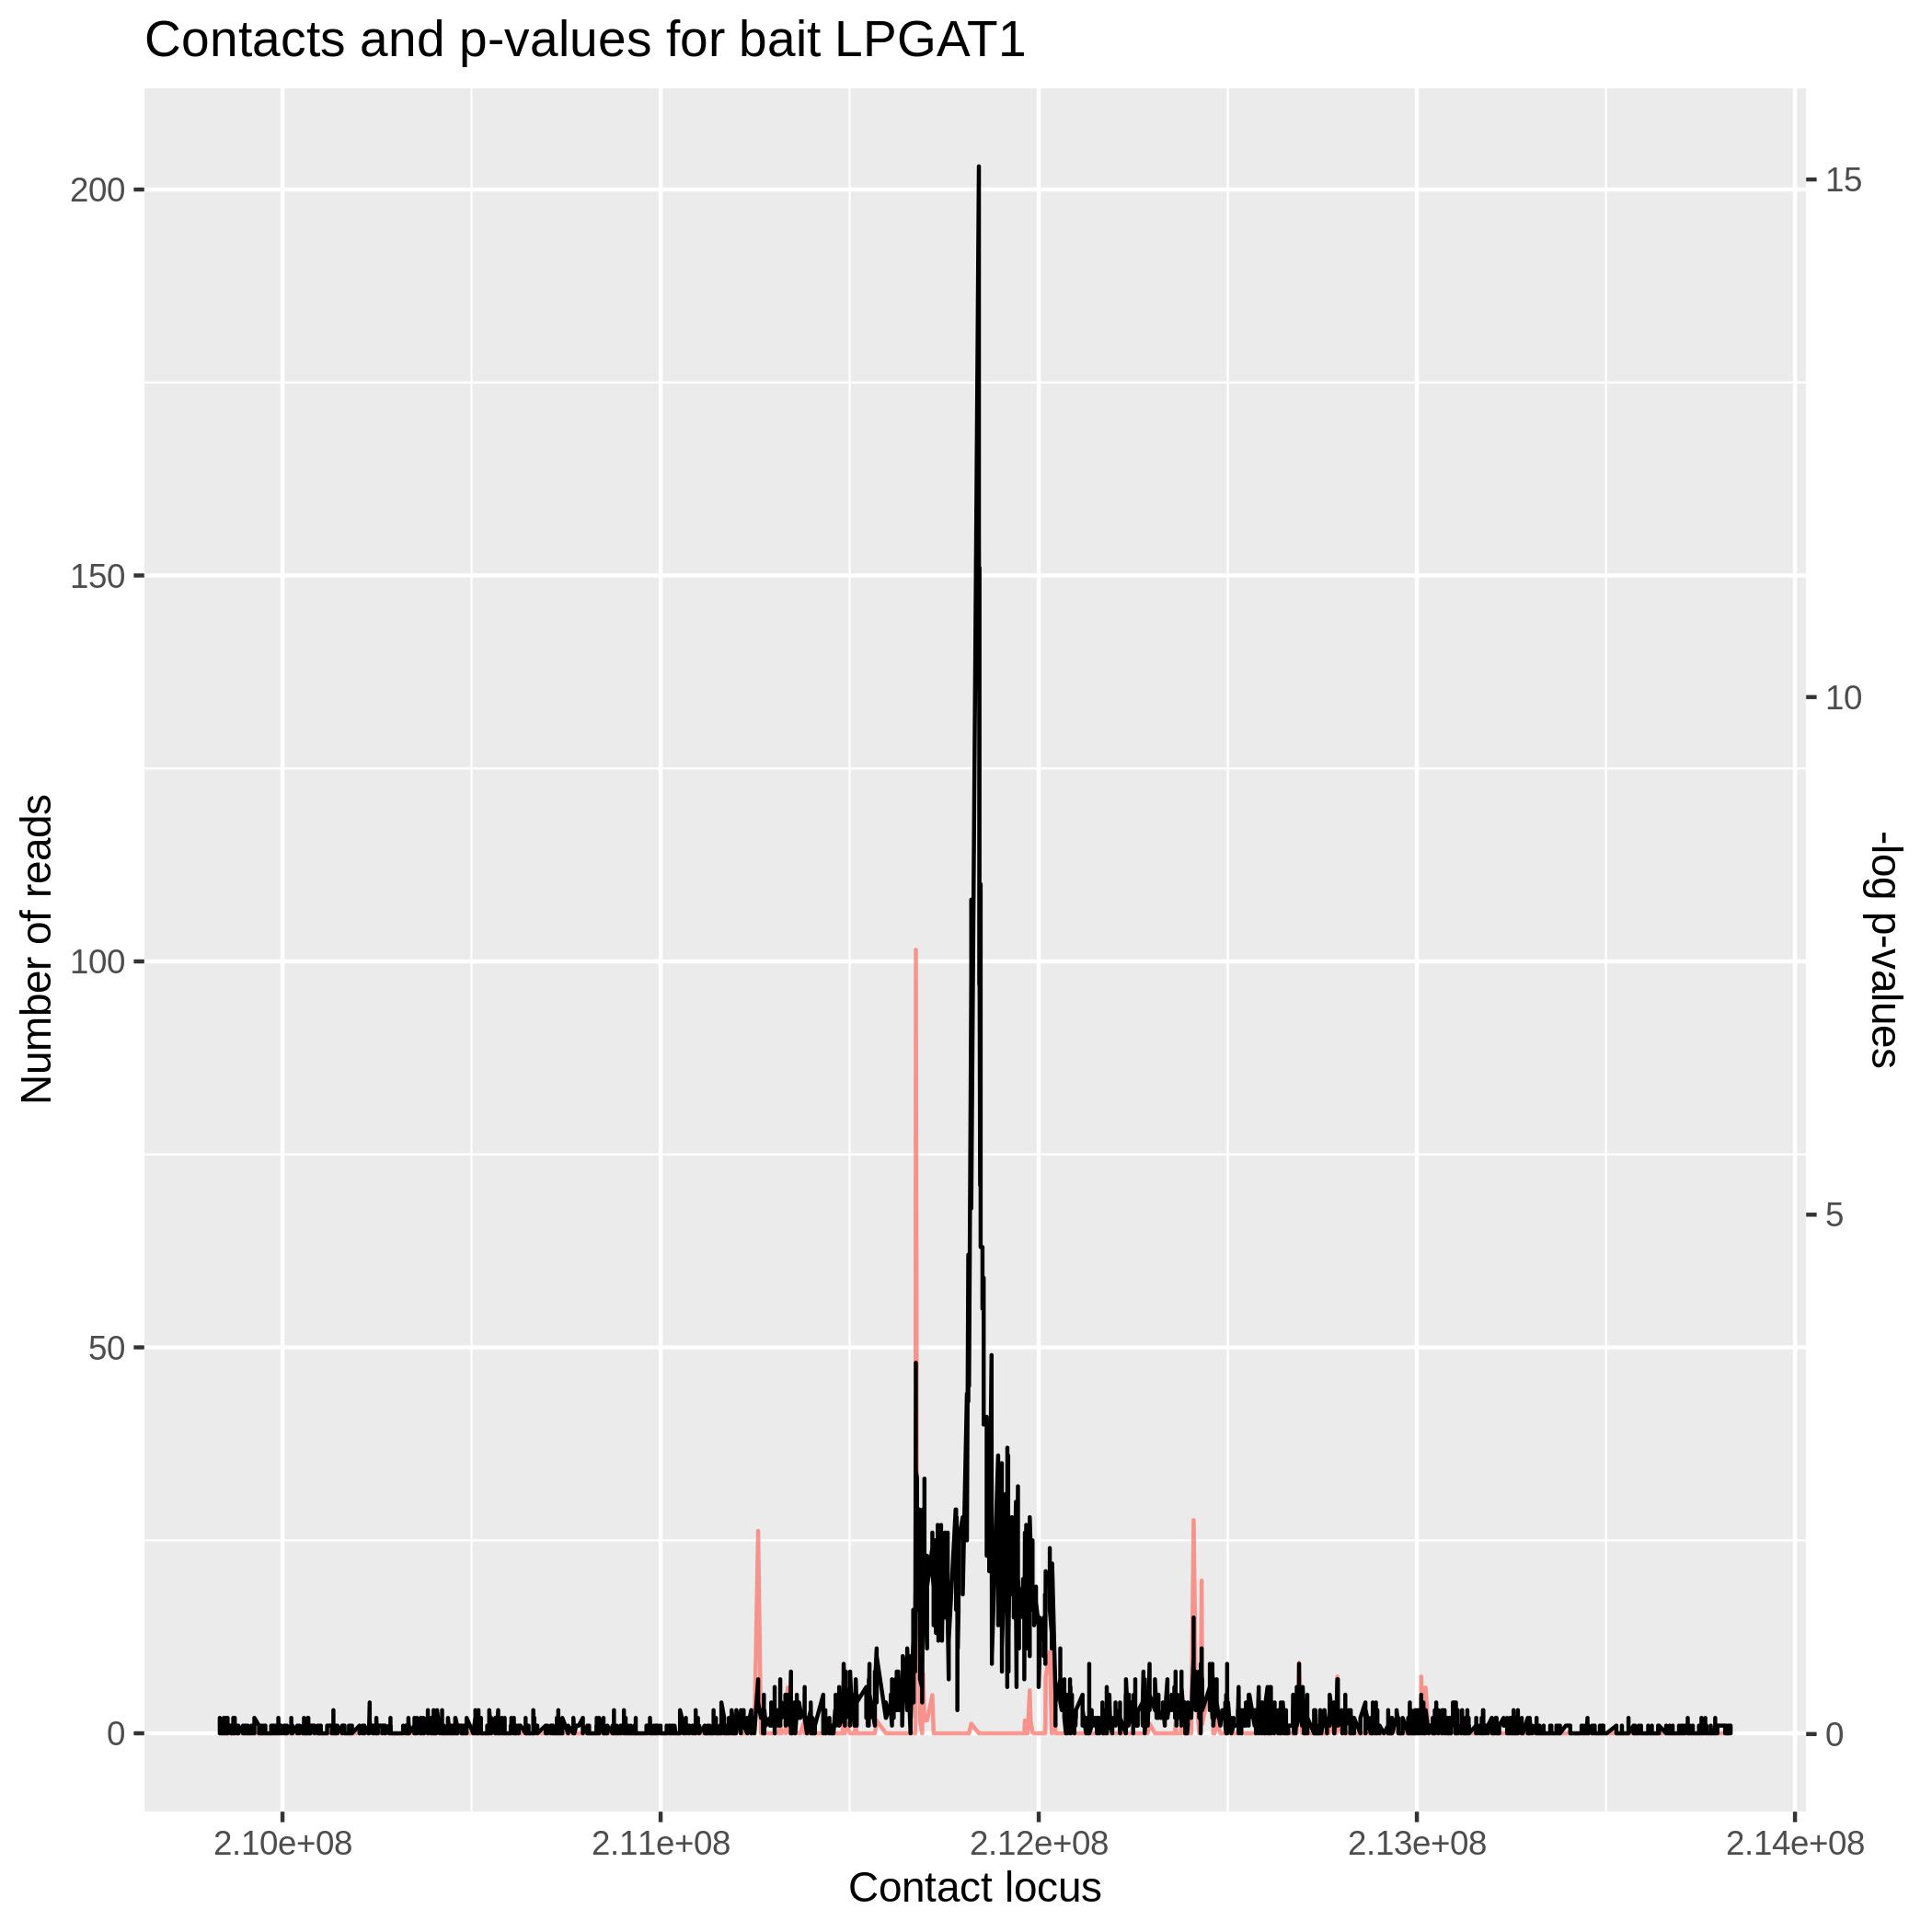 Contacts and p-values for bait LPGAT1
200
150
100
50
0
Number of reads
15
10
5
0
-log p-values
2.10e+08
2.11e+08
2.12e+08
2.13e+08
2.14e+08
Contact locus